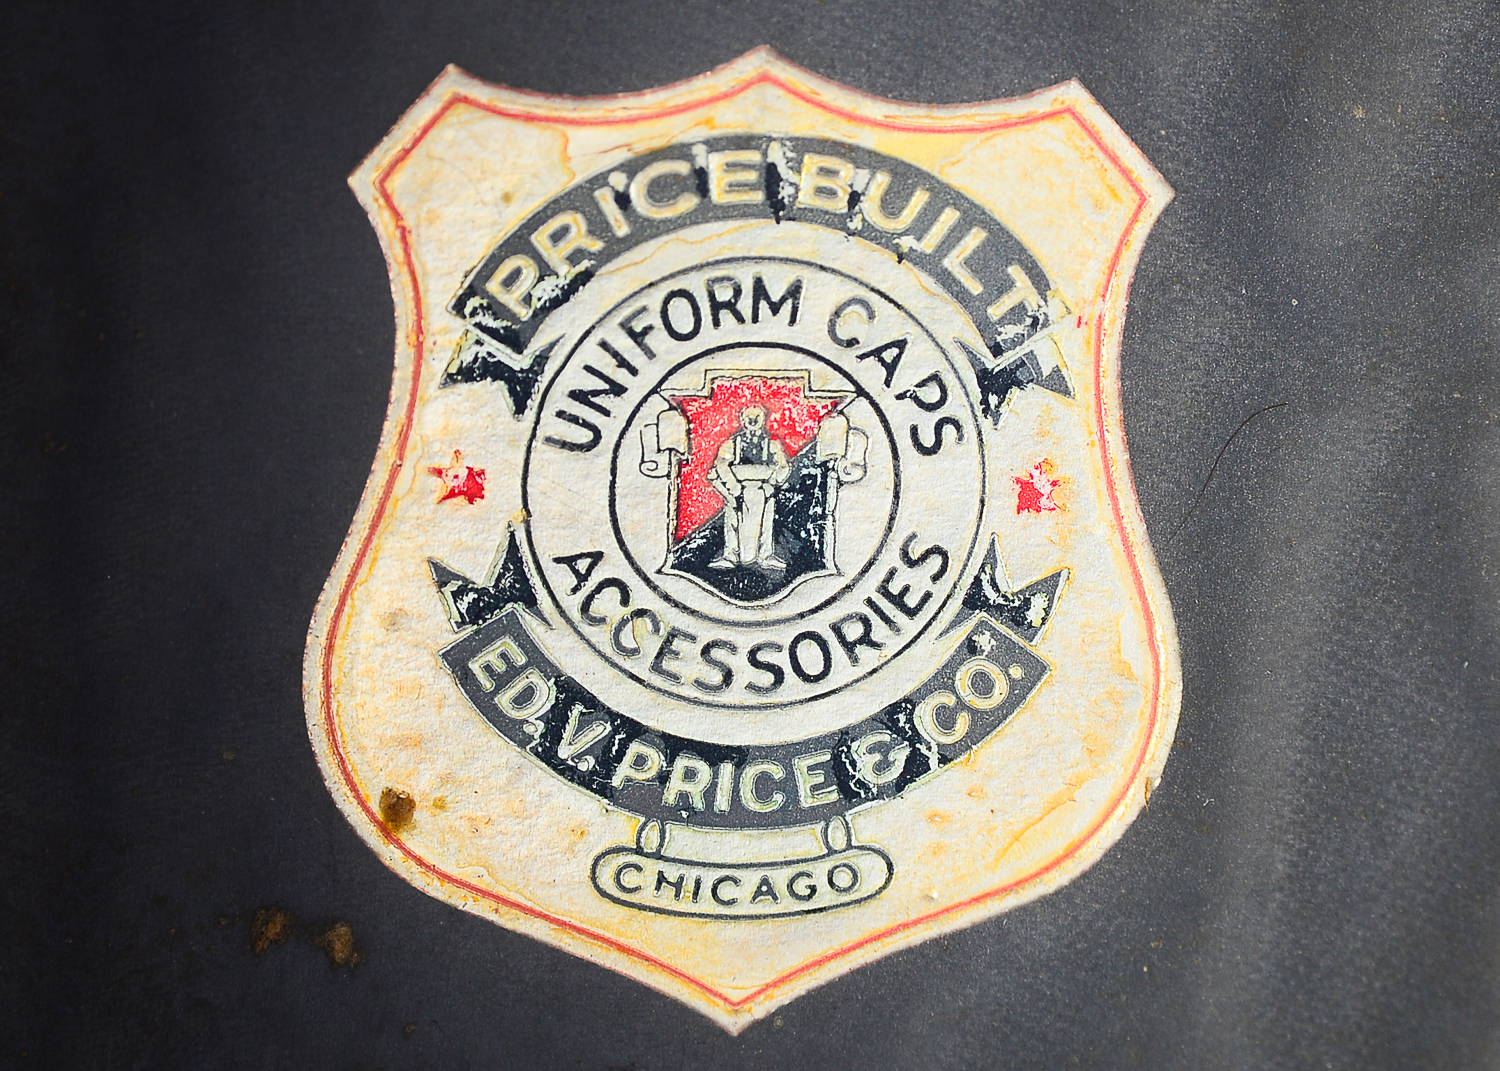 PRICE BUILT
UNIFORM CAPS
ACCESSORIES
ED. V. PRICE & CO.
CHICAGO